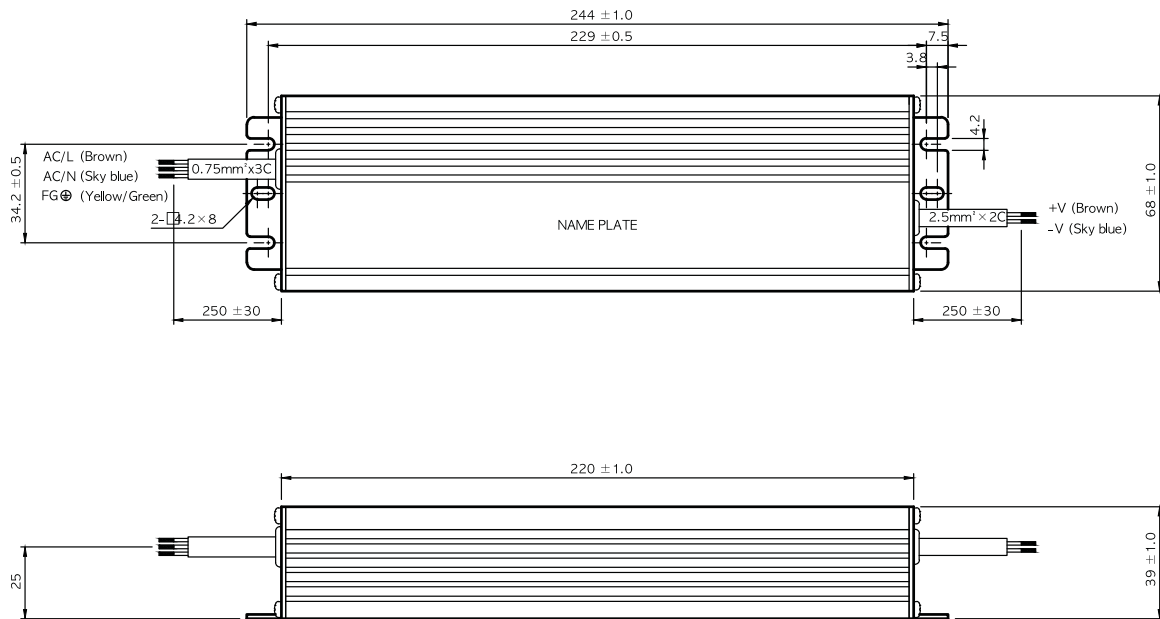 244 ±1.0
229 ±0.5
7.5
3.8
4.2
68 ±1.0
34.2 ±0.5
AC/L (Brown)
AC/N (Sky blue)
FG⏚ (Yellow/Green)
0.75mm²x3C
2-□4.2×8
NAME PLATE
2.5mm²×2C
+V (Brown)
-V (Sky blue)
250 ±30
250 ±30
220 ±1.0
25
39 ±1.0